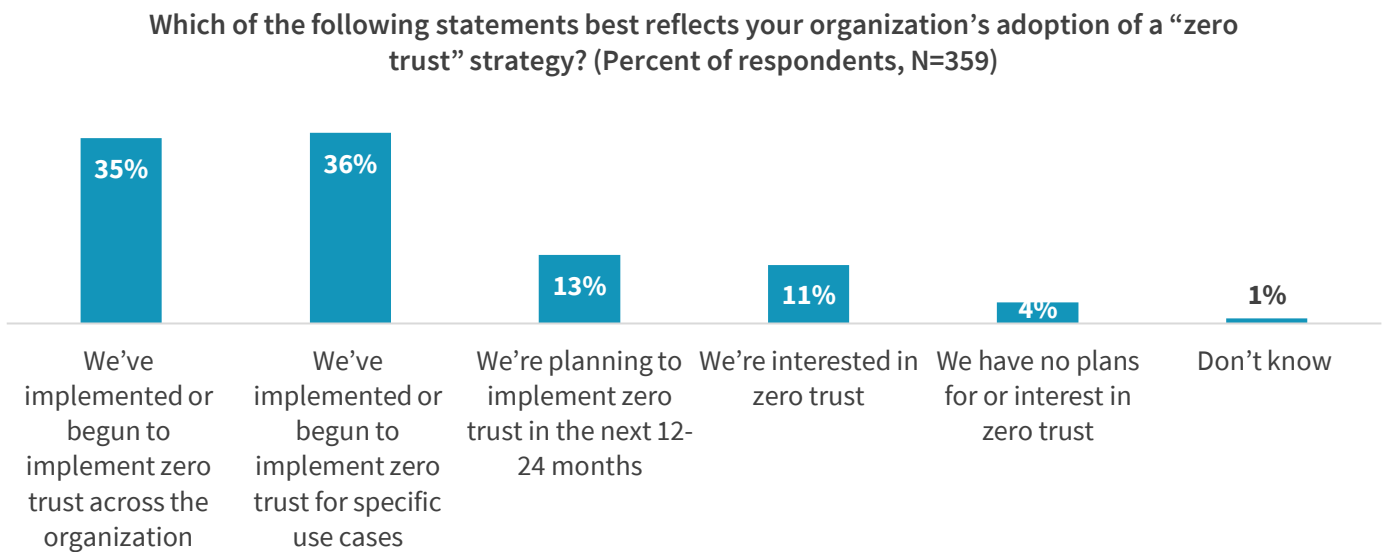 Which of the following statements best reflects your organization’s adoption of a “zero
trust” strategy? (Percent of respondents, N=359)
35%
36%
13%
11%
4%
1%
We’ve
implemented or
begun to
implement zero
trust across the
organization
We’ve
implemented or
begun to
implement zero
trust for specific
use cases
We’re planning to
implement zero
trust in the next 12-
24 months
We’re interested in
zero trust
We have no plans
for or interest in
zero trust
Don’t know